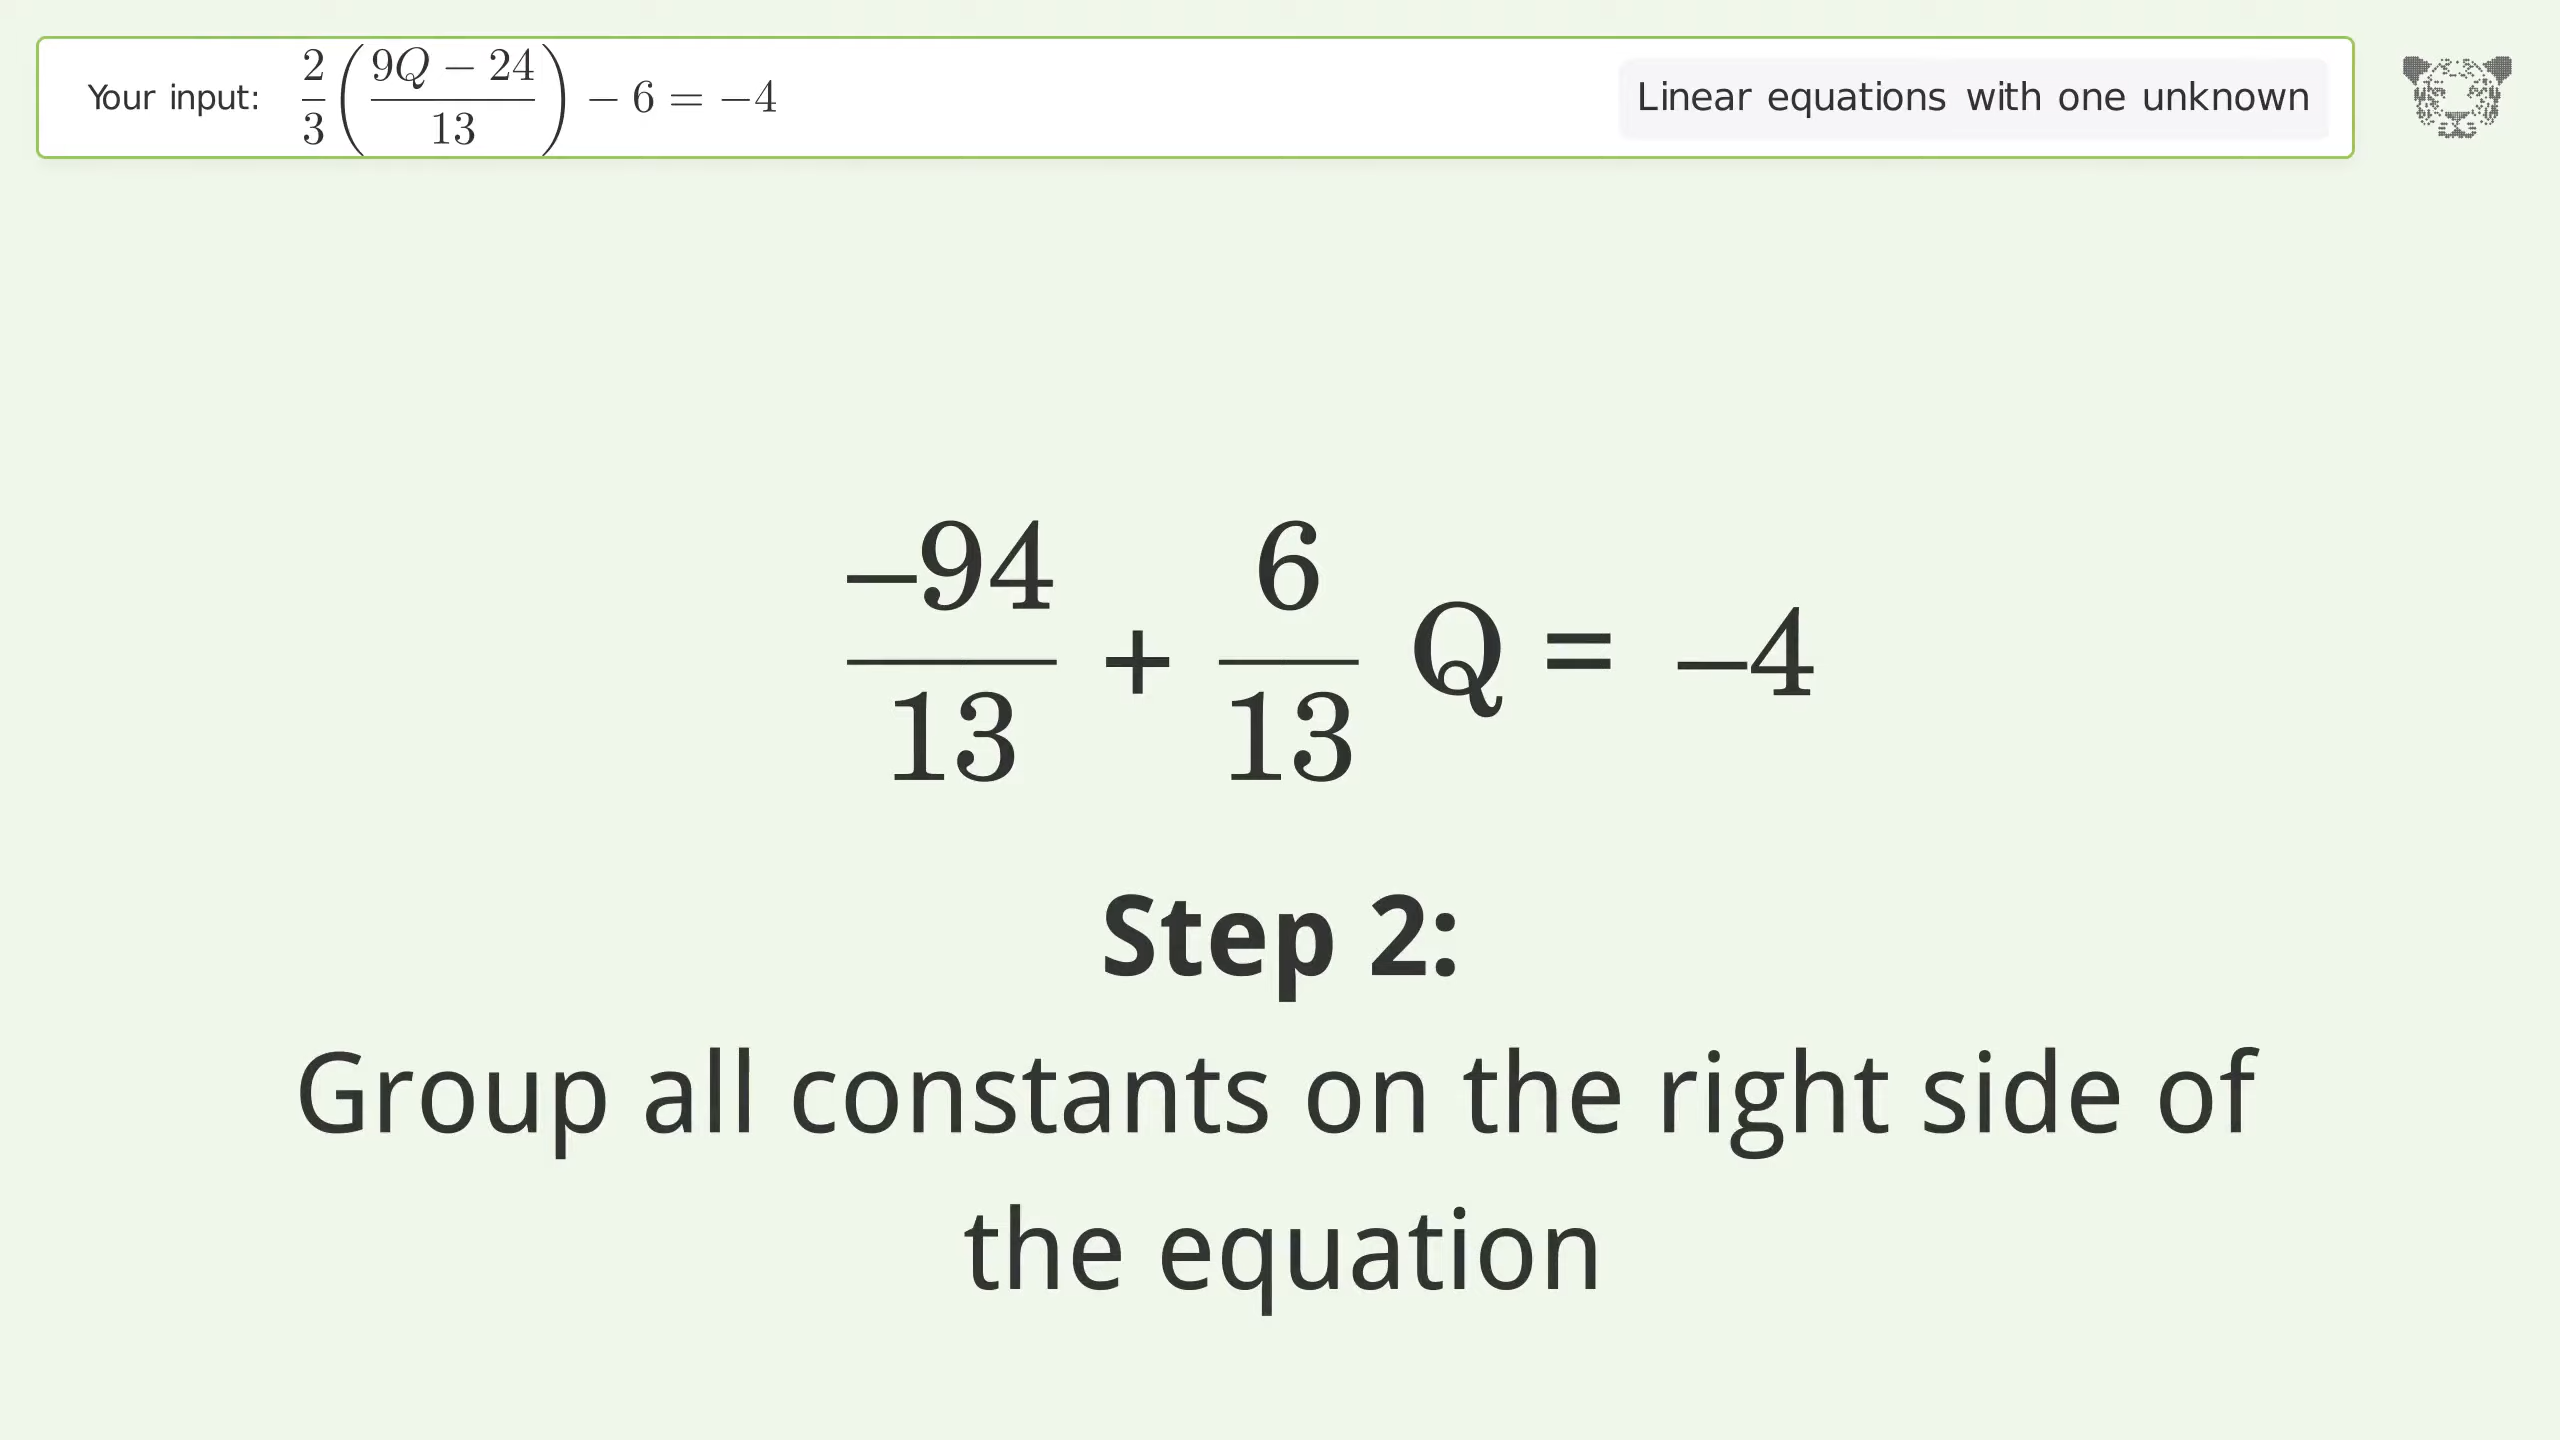 Your input: 2/3 (9Q − 24 / 13) − 6 = −4
Linear equations with one unknown
−94/13 + 6/13 Q = −4
Step 2:
Group all constants on the right side of
the equation